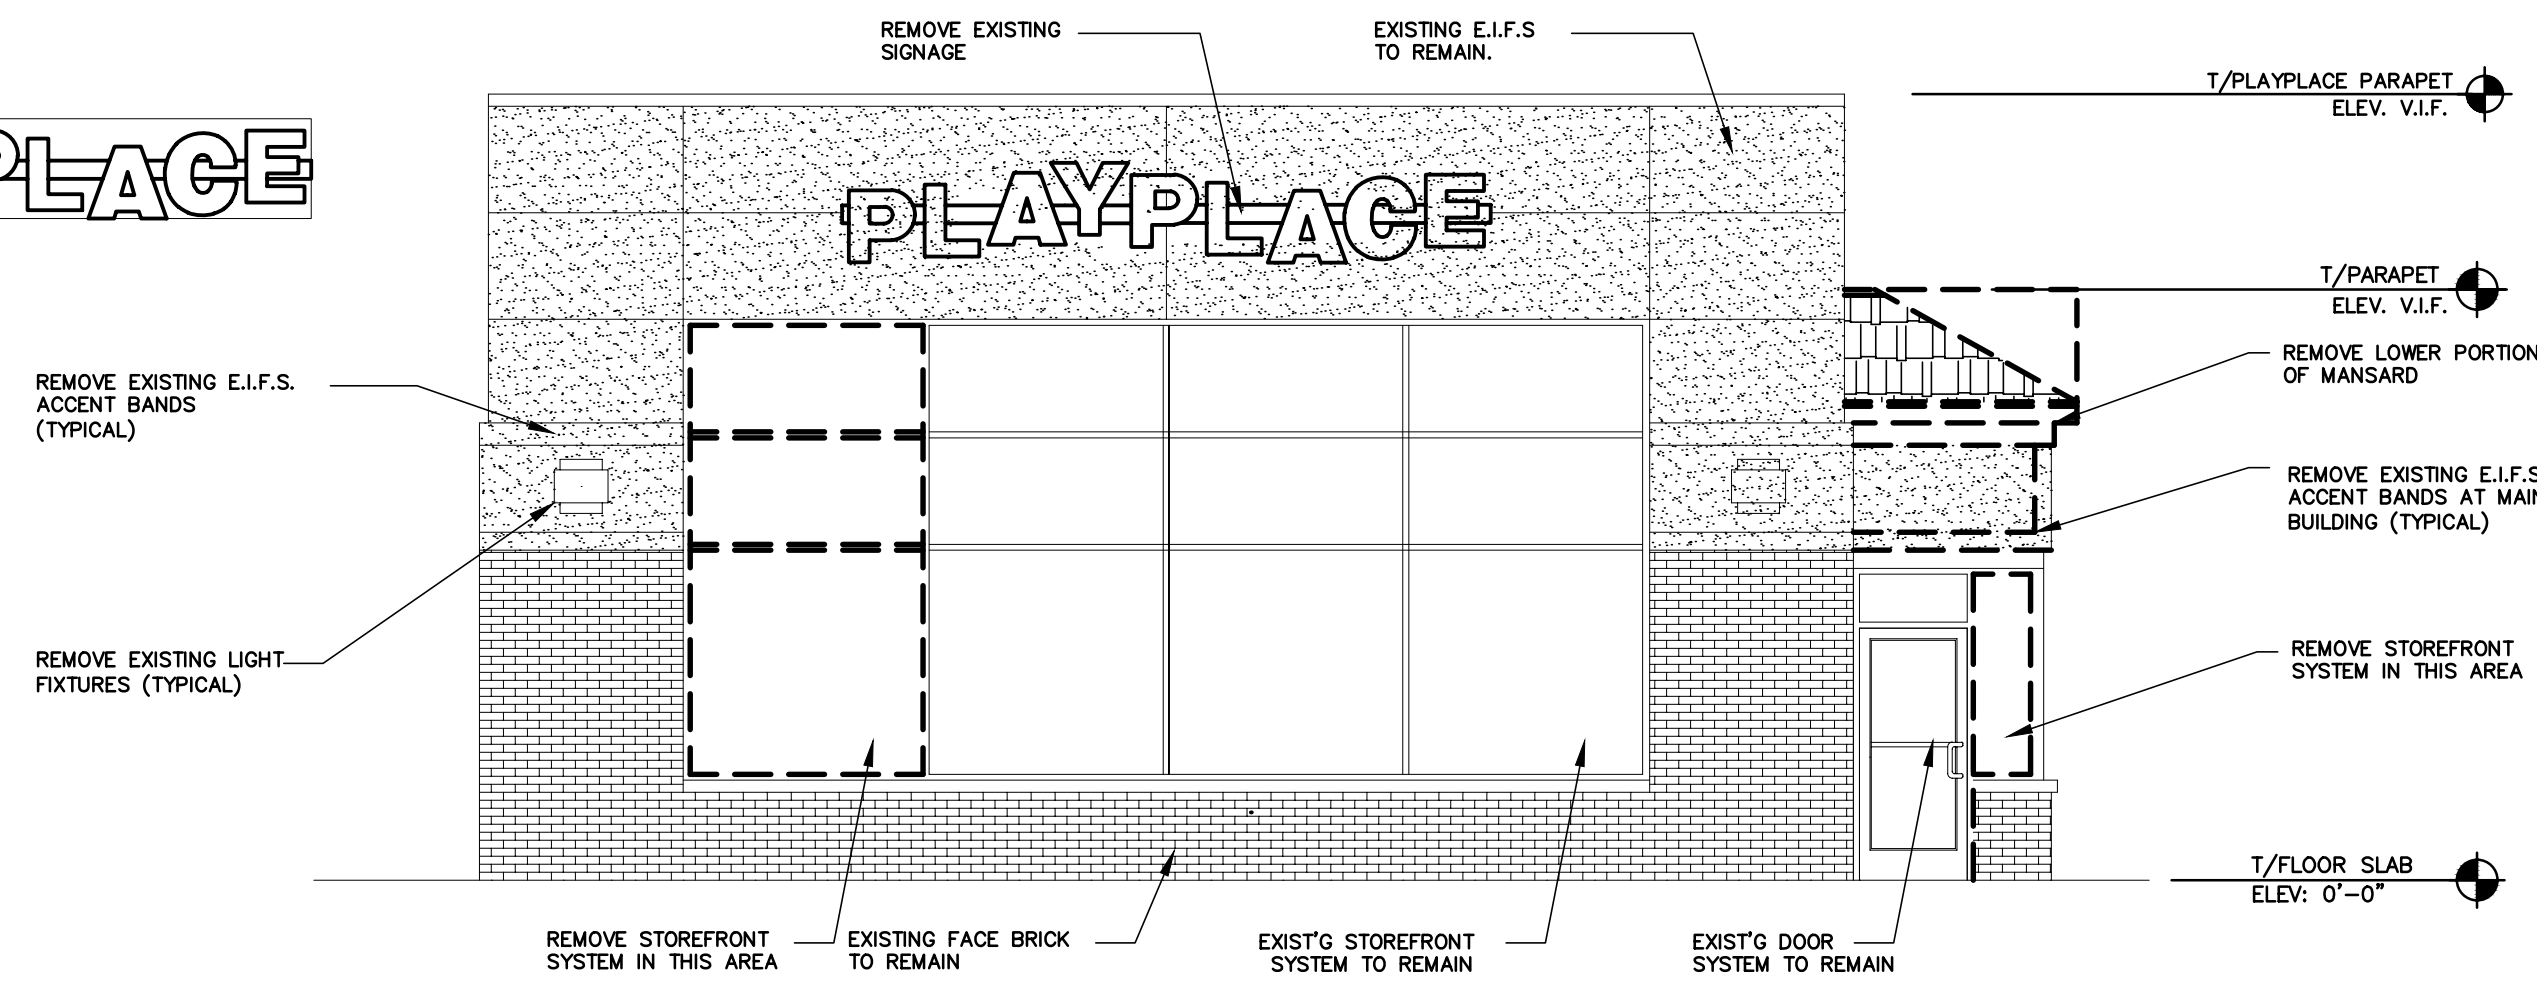 REMOVE EXISTING
SIGNAGE
EXISTING E.I.F.S
TO REMAIN.
T/PLAYPLACE PARAPET
ELEV. V.I.F.
PLACE
PLAYPLACE
T/PARAPET
ELEV. V.I.F.
REMOVE LOWER PORTION
OF MANSARD
REMOVE EXISTING E.I.F.S.
ACCENT BANDS
(TYPICAL)
REMOVE EXISTING E.I.F.S
ACCENT BANDS AT MAIN
BUILDING (TYPICAL)
REMOVE EXISTING LIGHT
FIXTURES (TYPICAL)
REMOVE STOREFRONT
SYSTEM IN THIS AREA
T/FLOOR SLAB
ELEV: 0'-0"
REMOVE STOREFRONT
SYSTEM IN THIS AREA
EXISTING FACE BRICK
TO REMAIN
EXIST'G STOREFRONT
SYSTEM TO REMAIN
EXIST'G DOOR
SYSTEM TO REMAIN